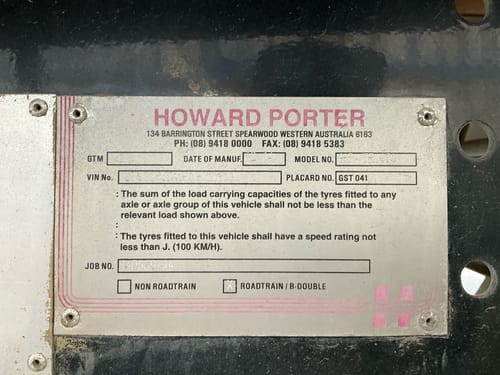 HOWARD PORTER
134 BARRINGTON STREET SPEARWOOD WESTERN AUSTRALIA 6163
PH: (08) 9418 0000 FAX: (08) 9418 5383
GTM DATE OF MANUF. MODEL NO.
VIN No. PLACARD NO. GST 041
: The sum of the load carrying capacities of the tyres fitted to any
axle or axle group of this vehicle shall not be less than the
relevant load shown above.
:
: The tyres fitted to this vehicle shall have a speed rating not
less than J. (100 KM/H).
JOB NO.
NON ROADTRAIN X ROADTRAIN / B-DOUBLE